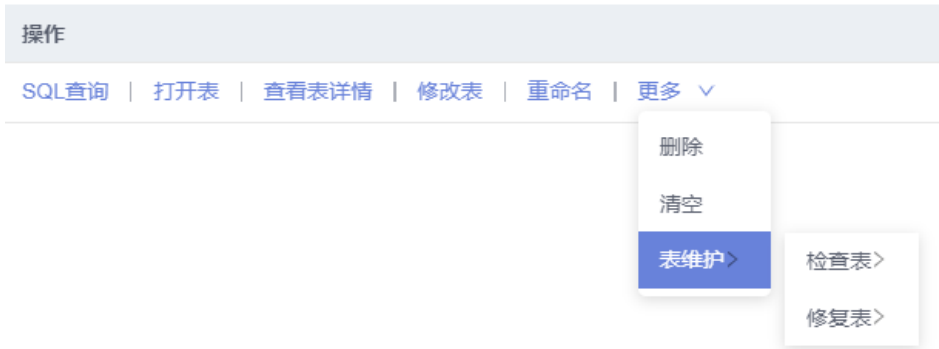 操作
SQL查询 | 打开表 | 查看表详情 | 修改表 | 重命名 | 更多
删除
清空
表维护>
检查表>
修复表>